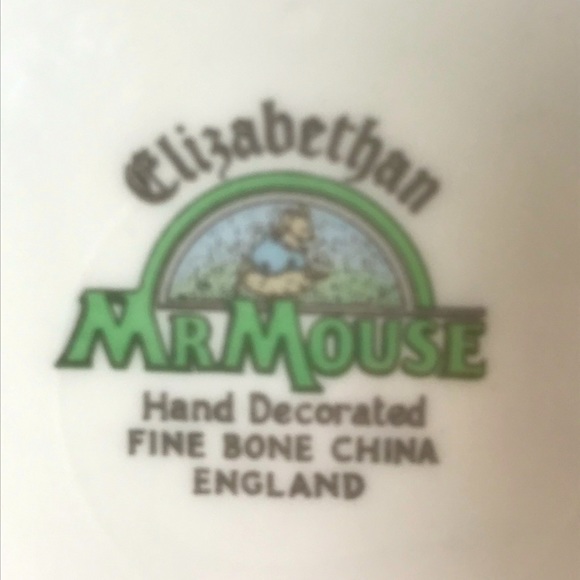 Elizabethan
MR MOUSE
Hand Decorated
FINE BONE CHINA
ENGLAND